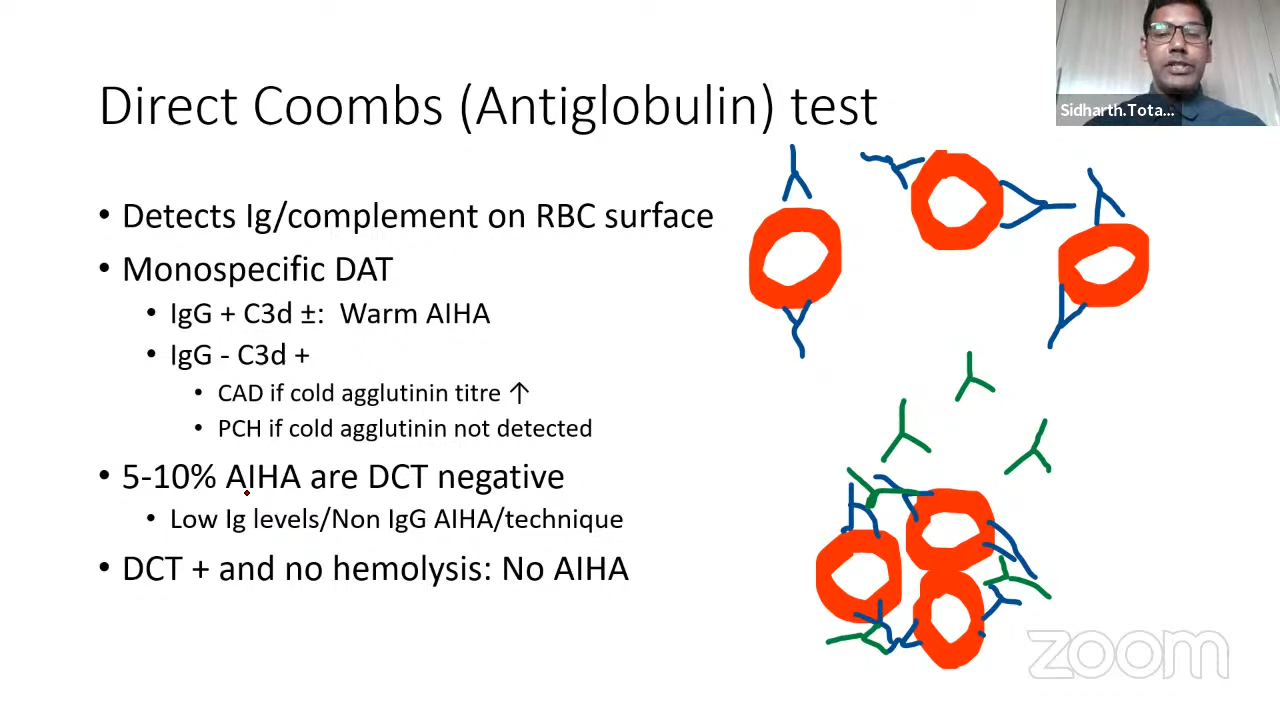 Sidharth.Tota...
Direct Coombs (Antiglobulin) test
• Detects Ig/complement on RBC surface
• Monospecific DAT
• IgG + C3d ±: Warm AIHA
• IgG - C3d +
• CAD if cold agglutinin titre ↑
• PCH if cold agglutinin not detected
• 5-10% AIHA are DCT negative
• Low Ig levels/Non IgG AIHA/technique
• DCT + and no hemolysis: No AIHA
zoom